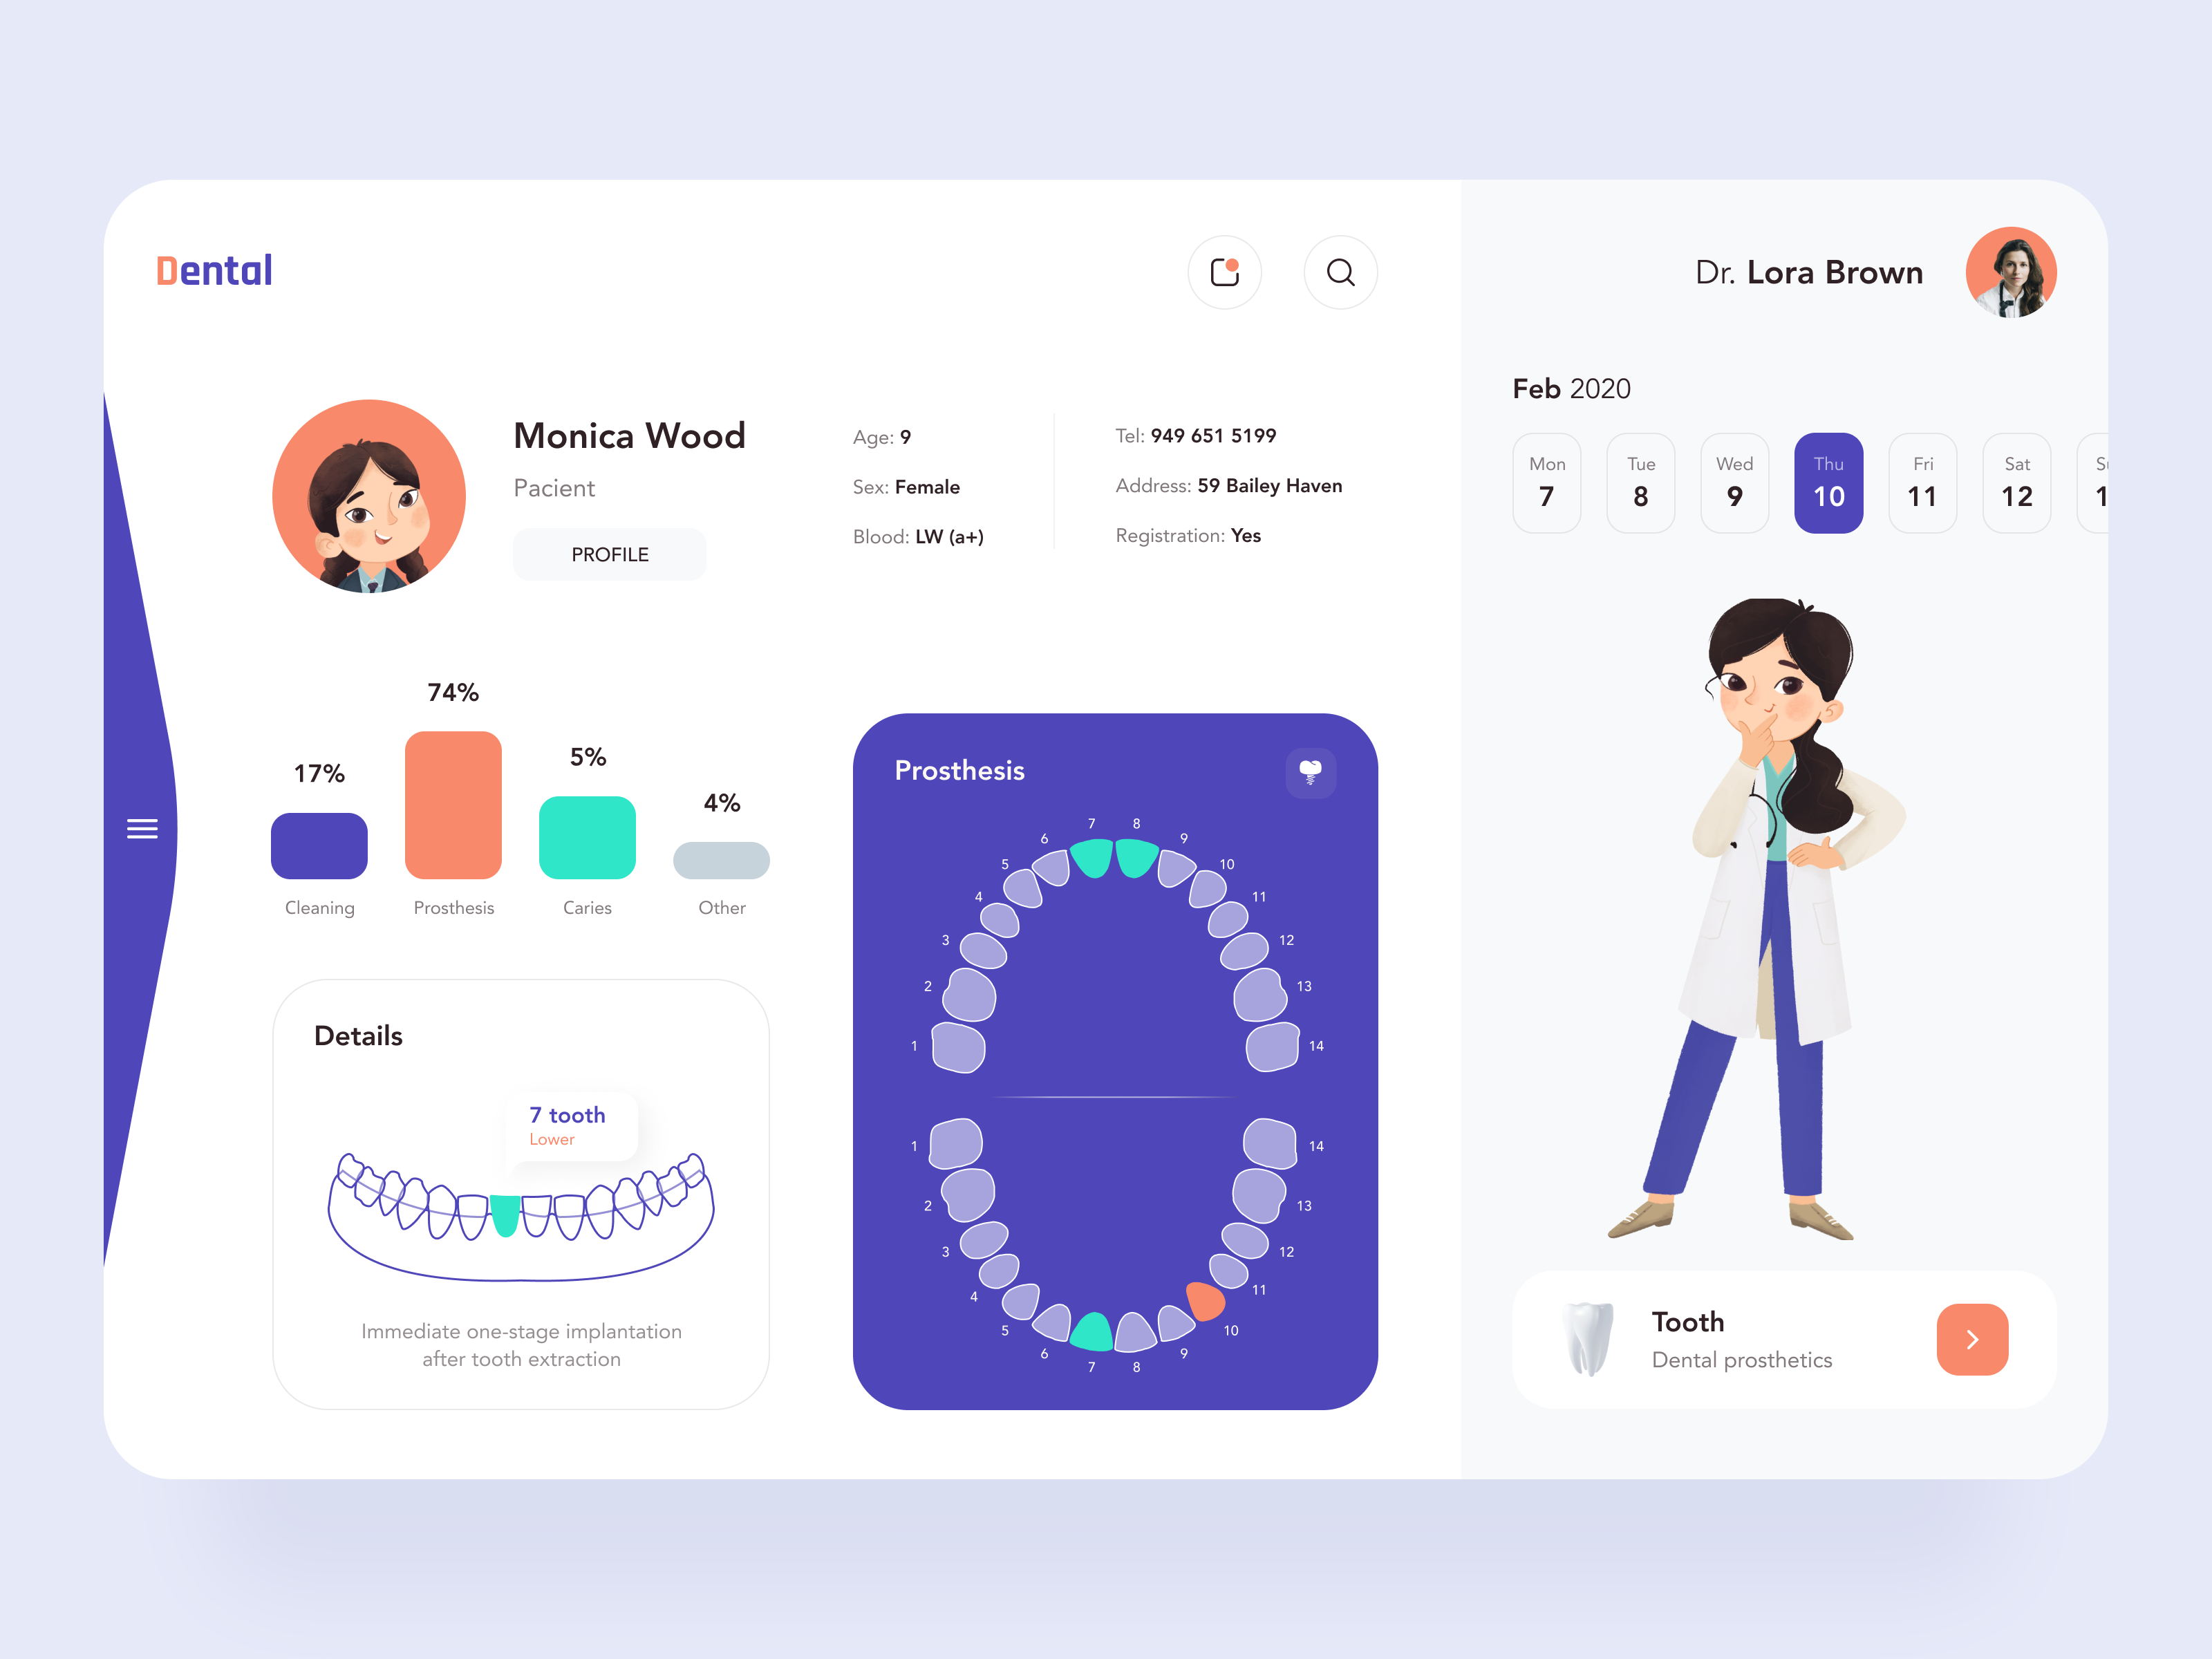 Dental
Dr. Lora Brown
Monica Wood
Pacient
PROFILE
Age: 9
Sex: Female
Blood: LW (a+)
Tel: 949 651 5199
Address: 59 Bailey Haven
Registration: Yes
Feb 2020
Mon Tue Wed Thu Fri Sat
7 8 9 10 11 12
74%
17%
5%
4%
Cleaning Prosthesis Caries Other
Details
7 tooth
Lower
Immediate one-stage implantation
after tooth extraction
Prosthesis
7 8
6 9
5 10
4 11
3 12
2 13
1 14
1 14
2 13
3 12
4 11
5 10
6 9
7 8
Tooth
Dental prosthetics